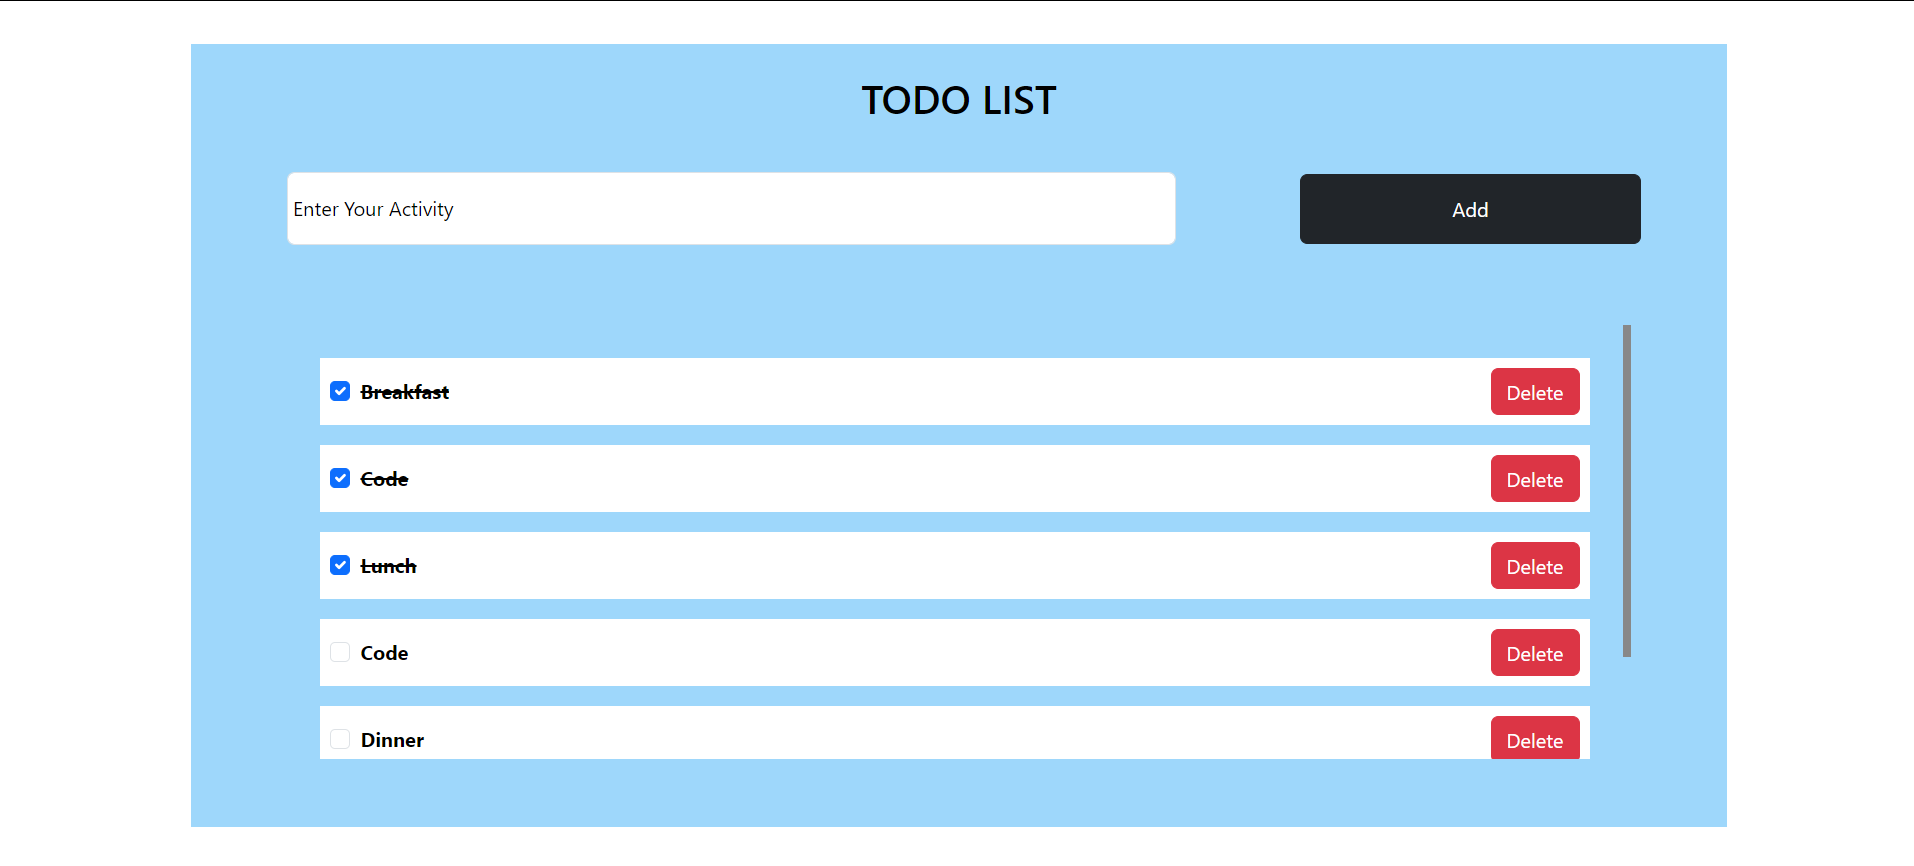 TODO LIST
Enter Your Activity
Add
Breakfast
Delete
Code
Delete
Lunch
Delete
Code
Delete
Dinner
Delete